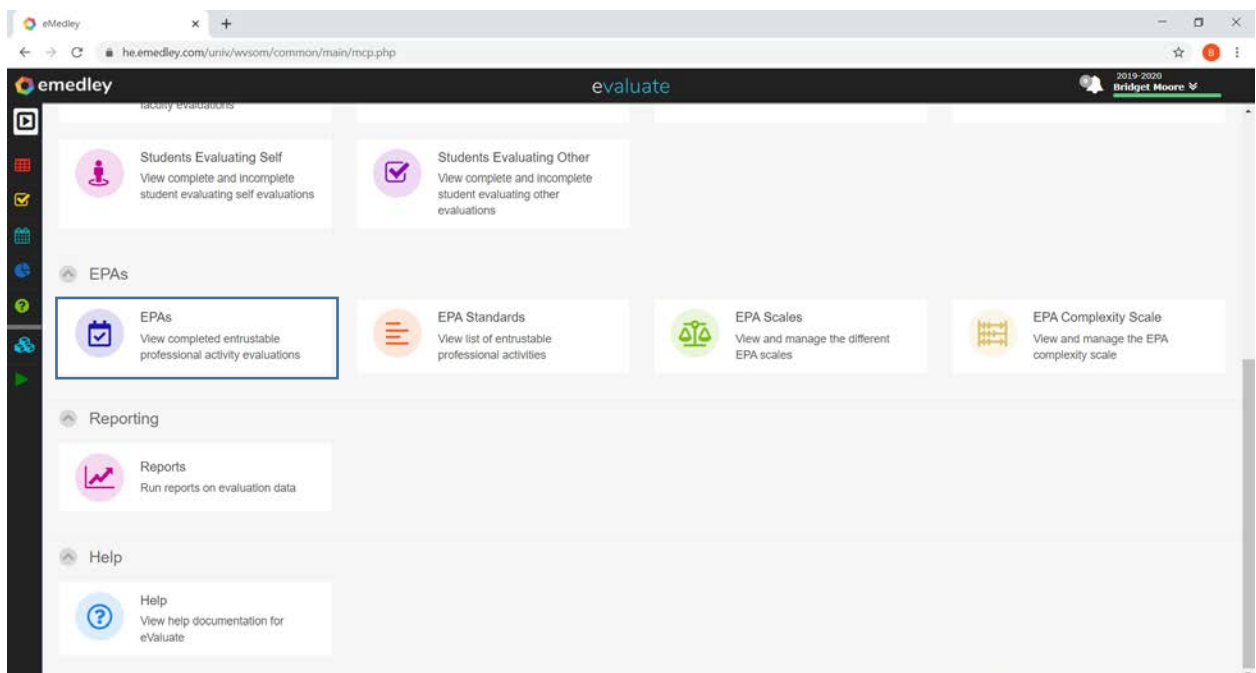 eMedley
he.emedley.com/univ/wvsom/common/main/mcp.php
B
emedley
evaluate
2019-2020
Bridget Moore
faculty evaluations
Students Evaluating Self
View complete and incomplete
student evaluating self evaluations
Students Evaluating Other
View complete and incomplete
student evaluating other
evaluations
EPAs
EPAs
View completed entrustable
professional activity evaluations
EPA Standards
View list of entrustable
professional activities
EPA Scales
View and manage the different
EPA scales
EPA Complexity Scale
View and manage the EPA
complexity scale
Reporting
Reports
Run reports on evaluation data
Help
Help
View help documentation for
eValuate